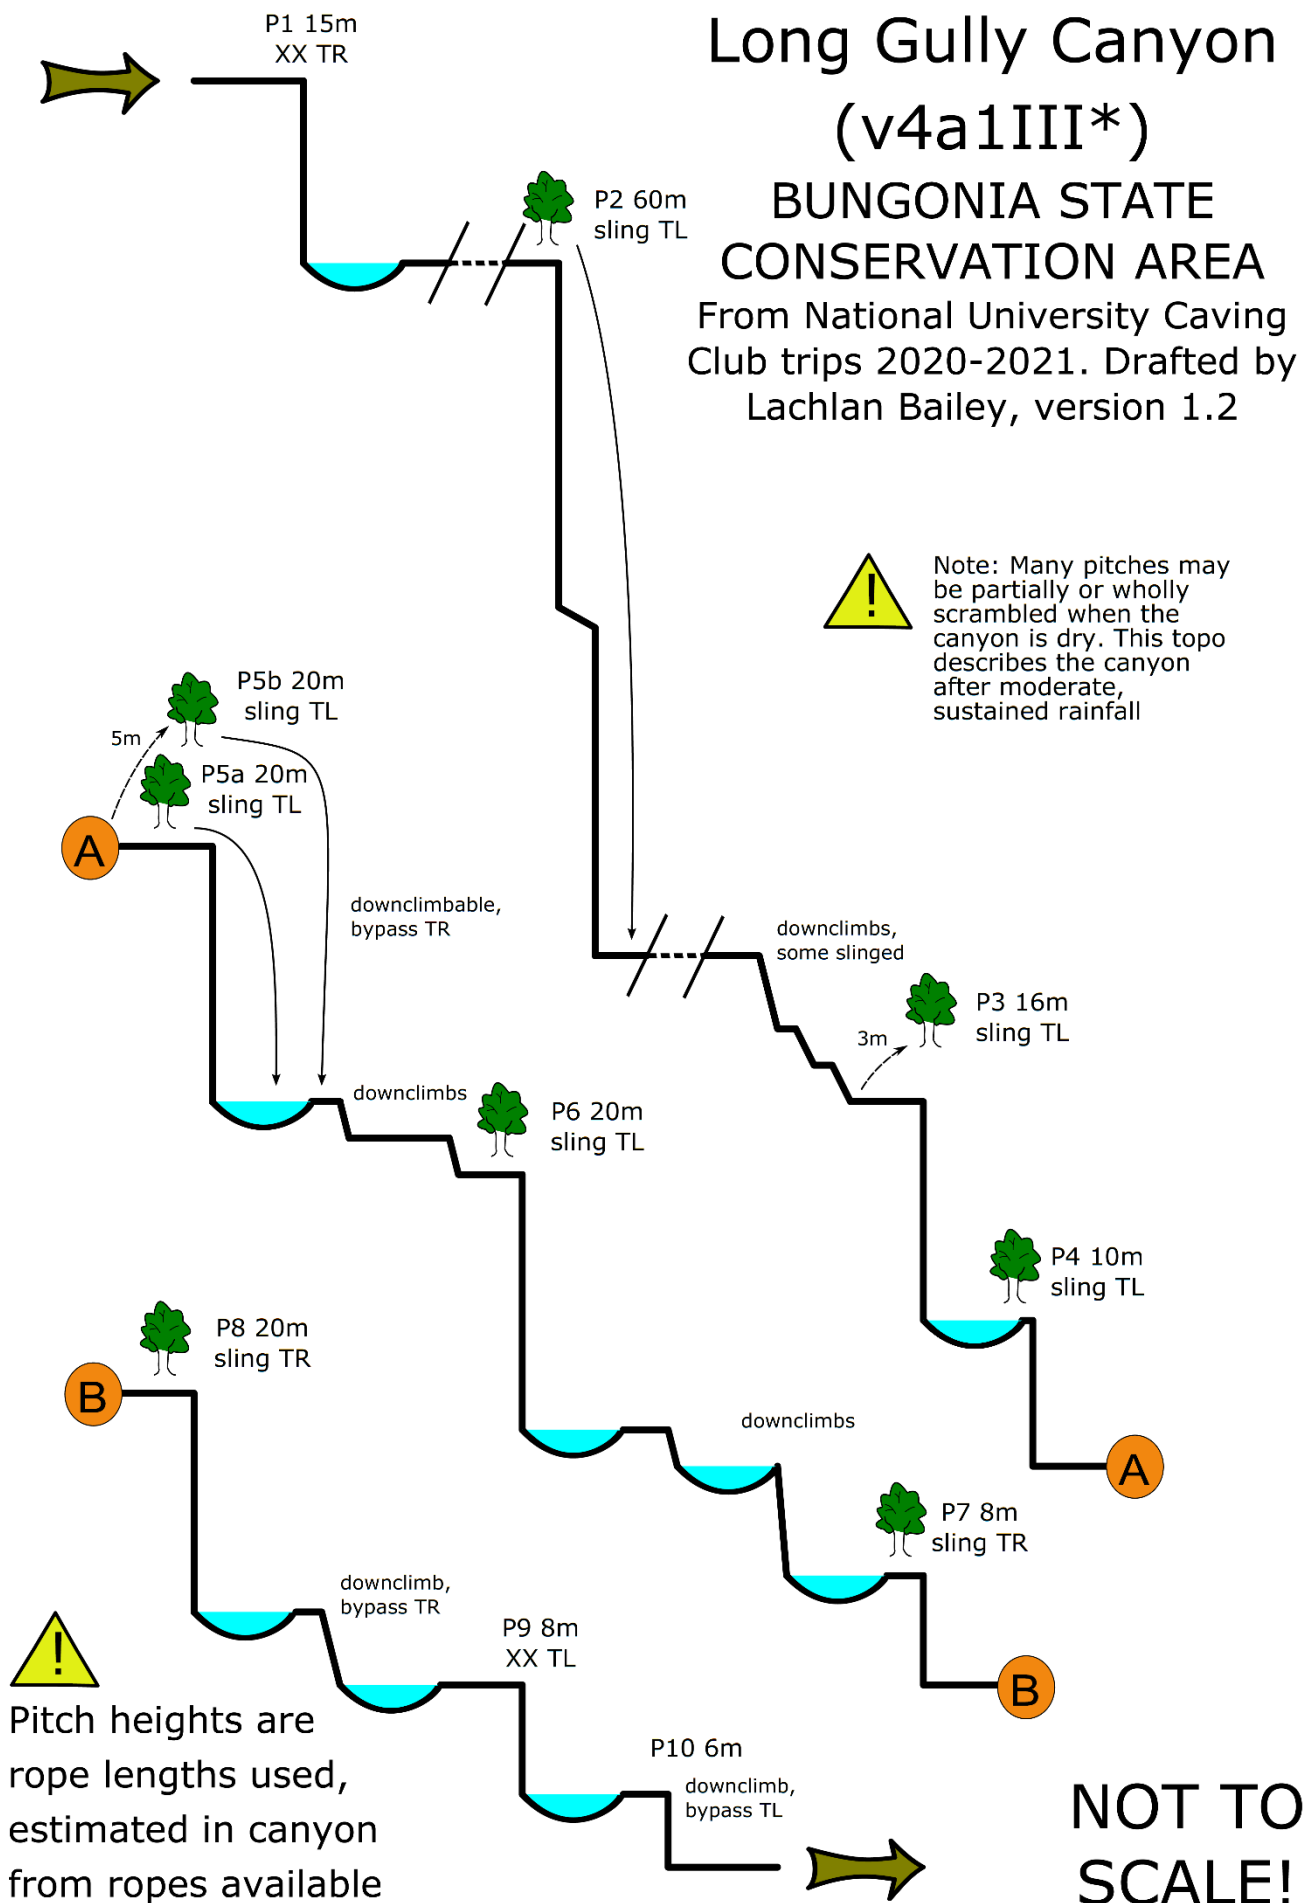 P1 15m
XX TR
Long Gully Canyon
(v4a1III*)
BUNGONIA STATE
CONSERVATION AREA
From National University Caving
Club trips 2020-2021. Drafted by
Lachlan Bailey, version 1.2
P2 60m
sling TL
!
Note: Many pitches may
be partially or wholly
scrambled when the
canyon is dry. This topo
describes the canyon
after moderate,
sustained rainfall
downclimbs,
some slinged
3m
P3 16m
sling TL
P4 10m
sling TL
A
A
5m
P5b 20m
sling TL
P5a 20m
sling TL
downclimbable,
bypass TR
downclimbs
P6 20m
sling TL
downclimbs
P7 8m
sling TR
B
B
P8 20m
sling TR
downclimb,
bypass TR
P9 8m
XX TL
P10 6m
downclimb,
bypass TL
!
Pitch heights are
rope lengths used,
estimated in canyon
from ropes available
NOT TO
SCALE!